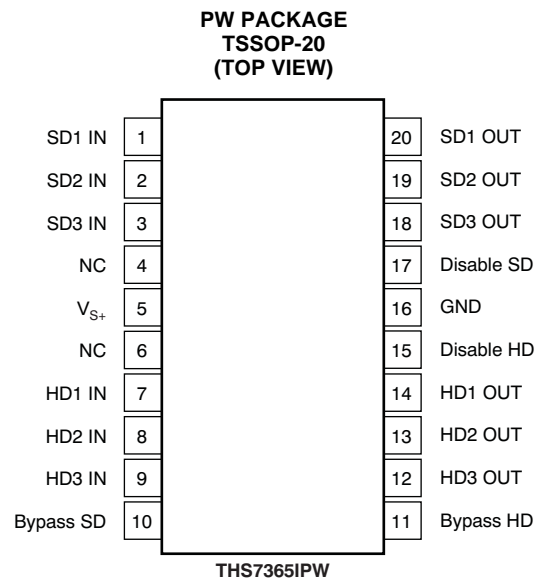 PW PACKAGE
TSSOP-20
(TOP VIEW)
SD1 IN 1 20 SD1 OUT
SD2 IN 2 19 SD2 OUT
SD3 IN 3 18 SD3 OUT
NC 4 17 Disable SD
VS+ 5 16 GND
NC 6 15 Disable HD
HD1 IN 7 14 HD1 OUT
HD2 IN 8 13 HD2 OUT
HD3 IN 9 12 HD3 OUT
Bypass SD 10 11 Bypass HD
THS7365IPW